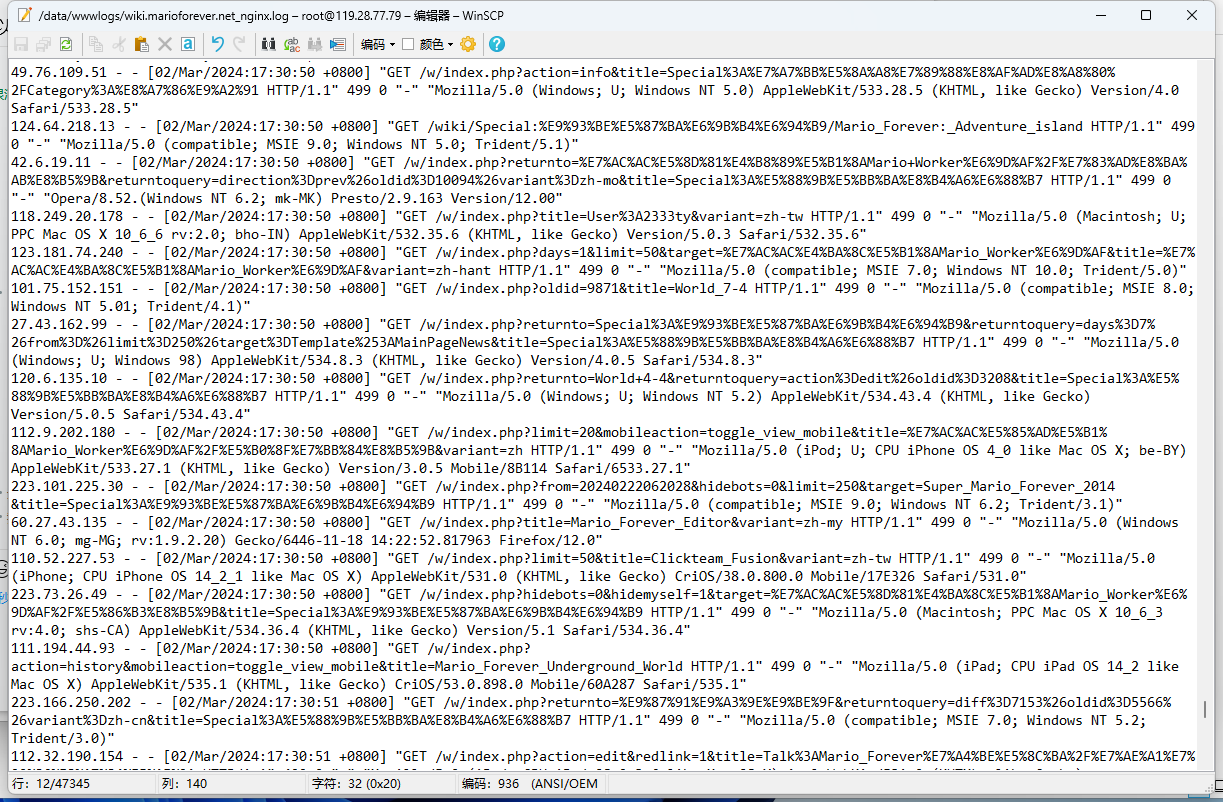 /data/wwwlogs/wiki.marioforever.net_nginx.log – root@119.28.77.79 – 编辑器 – WinSCP
编码 颜色
49.76.109.51 - - [02/Mar/2024:17:30:50 +0800] "GET /w/index.php?action=info&title=Special%3A%E7%A7%BB%E5%8A%A8%E7%89%88%E8%AF%AD%E8%A8%80%
2FCategory%3A%E8%A7%86%E9%A2%91 HTTP/1.1" 499 0 "-" "Mozilla/5.0 (Windows; U; Windows NT 5.0) AppleWebKit/533.28.5 (KHTML, like Gecko) Version/4.0
Safari/533.28.5"
124.64.218.13 - - [02/Mar/2024:17:30:50 +0800] "GET /wiki/Special:%E9%93%BE%E5%87%BA%E6%9B%B4%E6%94%B9/Mario_Forever:_Adventure_island HTTP/1.1" 499
0 "-" "Mozilla/5.0 (compatible; MSIE 9.0; Windows NT 5.0; Trident/5.1)"
42.6.19.11 - - [02/Mar/2024:17:30:50 +0800] "GET /w/index.php?returnto=%E7%AC%AC%E5%8D%81%E4%B8%89%E5%B1%8AMario+Worker%E6%9D%AF%2F%E7%83%AD%E8%BA%
AB%E8%B5%9B&returntoquery=direction%3Dprev%26oldid%3D10094%26variant%3Dzh-mo&title=Special%3A%E5%88%9B%E5%BB%BA%E8%B4%A6%E6%88%B7 HTTP/1.1" 499 0
"-" "Opera/8.52.(Windows NT 6.2; mk-MK) Presto/2.9.163 Version/12.00"
118.249.20.178 - - [02/Mar/2024:17:30:50 +0800] "GET /w/index.php?title=User%3A2333ty&variant=zh-tw HTTP/1.1" 499 0 "-" "Mozilla/5.0 (Macintosh; U;
PPC Mac OS X 10_6_6 rv:2.0; bho-IN) AppleWebKit/532.35.6 (KHTML, like Gecko) Version/5.0.3 Safari/532.35.6"
123.181.74.240 - - [02/Mar/2024:17:30:50 +0800] "GET /w/index.php?days=1&limit=50&target=%E7%AC%AC%E4%BA%8C%E5%B1%8AMario_Worker%E6%9D%AF&title=%E7%
AC%AC%E4%BA%8C%E5%B1%8AMario_Worker%E6%9D%AF&variant=zh-hant HTTP/1.1" 499 0 "-" "Mozilla/5.0 (compatible; MSIE 7.0; Windows NT 10.0; Trident/5.0)"
101.75.152.151 - - [02/Mar/2024:17:30:50 +0800] "GET /w/index.php?oldid=9871&title=World_7-4 HTTP/1.1" 499 0 "-" "Mozilla/5.0 (compatible; MSIE 8.0;
Windows NT 5.01; Trident/4.1)"
27.43.162.99 - - [02/Mar/2024:17:30:50 +0800] "GET /w/index.php?returnto=Special%3A%E9%93%BE%E5%87%BA%E6%9B%B4%E6%94%B9&returntoquery=days%3D7%
26from%3D%26limit%3D250%26target%3DTemplate%253AMainPageNews&title=Special%3A%E5%88%9B%E5%BB%BA%E8%B4%A6%E6%88%B7 HTTP/1.1" 499 0 "-" "Mozilla/5.0
(Windows; U; Windows 98) AppleWebKit/534.8.3 (KHTML, like Gecko) Version/4.0.5 Safari/534.8.3"
120.6.135.10 - - [02/Mar/2024:17:30:50 +0800] "GET /w/index.php?returnto=World+4-4&returntoquery=action%3Dedit%26oldid%3D3208&title=Special%3A%E5%
88%9B%E5%BB%BA%E8%B4%A6%E6%88%B7 HTTP/1.1" 499 0 "-" "Mozilla/5.0 (Windows; U; Windows NT 5.2) AppleWebKit/534.43.4 (KHTML, like Gecko)
Version/5.0.5 Safari/534.43.4"
112.9.202.180 - - [02/Mar/2024:17:30:50 +0800] "GET /w/index.php?limit=20&mobileaction=toggle_view_mobile&title=%E7%AC%AC%E5%85%AD%E5%B1%
8AMario_Worker%E6%9D%AF%2F%E5%B0%8F%E7%BB%84%E8%B5%9B&variant=zh HTTP/1.1" 499 0 "-" "Mozilla/5.0 (iPod; U; CPU iPhone OS 4_0 like Mac OS X; be-BY)
AppleWebKit/533.27.1 (KHTML, like Gecko) Version/3.0.5 Mobile/8B114 Safari/6533.27.1"
223.101.225.30 - - [02/Mar/2024:17:30:50 +0800] "GET /w/index.php?from=20240222062028&hidebots=0&limit=250&target=Super_Mario_Forever_2014
&title=Special%3A%E9%93%BE%E5%87%BA%E6%9B%B4%E6%94%B9 HTTP/1.1" 499 0 "-" "Mozilla/5.0 (compatible; MSIE 9.0; Windows NT 6.2; Trident/3.1)"
60.27.43.135 - - [02/Mar/2024:17:30:50 +0800] "GET /w/index.php?title=Mario_Forever_Editor&variant=zh-my HTTP/1.1" 499 0 "-" "Mozilla/5.0 (Windows
NT 6.0; mg-MG; rv:1.9.2.20) Gecko/6446-11-18 14:22:52.817963 Firefox/12.0"
110.52.227.53 - - [02/Mar/2024:17:30:50 +0800] "GET /w/index.php?limit=50&title=Clickteam_Fusion&variant=zh-tw HTTP/1.1" 499 0 "-" "Mozilla/5.0
(iPhone; CPU iPhone OS 14_2_1 like Mac OS X) AppleWebKit/531.0 (KHTML, like Gecko) CriOS/38.0.800.0 Mobile/17E326 Safari/531.0"
223.73.26.49 - - [02/Mar/2024:17:30:50 +0800] "GET /w/index.php?hidebots=0&hidemyself=1&target=%E7%AC%AC%E5%8D%81%E4%BA%8C%E5%B1%8AMario_Worker%E6%
9D%AF%2F%E5%86%B3%E8%B5%9B&title=Special%3A%E9%93%BE%E5%87%BA%E6%9B%B4%E6%94%B9 HTTP/1.1" 499 0 "-" "Mozilla/5.0 (Macintosh; PPC Mac OS X 10_6_3
rv:4.0; shs-CA) AppleWebKit/534.36.4 (KHTML, like Gecko) Version/5.1 Safari/534.36.4"
111.194.44.93 - - [02/Mar/2024:17:30:50 +0800] "GET /w/index.php?
action=history&mobileaction=toggle_view_mobile&title=Mario_Forever_Underground_World HTTP/1.1" 499 0 "-" "Mozilla/5.0 (iPad; CPU iPad OS 14_2 like
Mac OS X) AppleWebKit/535.1 (KHTML, like Gecko) CriOS/53.0.898.0 Mobile/60A287 Safari/535.1"
223.166.250.202 - - [02/Mar/2024:17:30:51 +0800] "GET /w/index.php?returnto=%E9%87%91%E9%A3%9E%E9%BE%9F&returntoquery=diff%3D7153%26oldid%3D5566%
26variant%3Dzh-cn&title=Special%3A%E5%88%9B%E5%BB%BA%E8%B4%A6%E6%88%B7 HTTP/1.1" 499 0 "-" "Mozilla/5.0 (compatible; MSIE 7.0; Windows NT 5.2;
Trident/3.0)"
112.32.190.154 - - [02/Mar/2024:17:30:51 +0800] "GET /w/index.php?action=edit&redlink=1&title=Talk%3AMario_Forever%E7%A4%BE%E5%8C%BA%2F%E7%AE%A1%E7%
行: 12/47345 列: 140 字符: 32 (0x20) 编码: 936 (ANSI/OEM